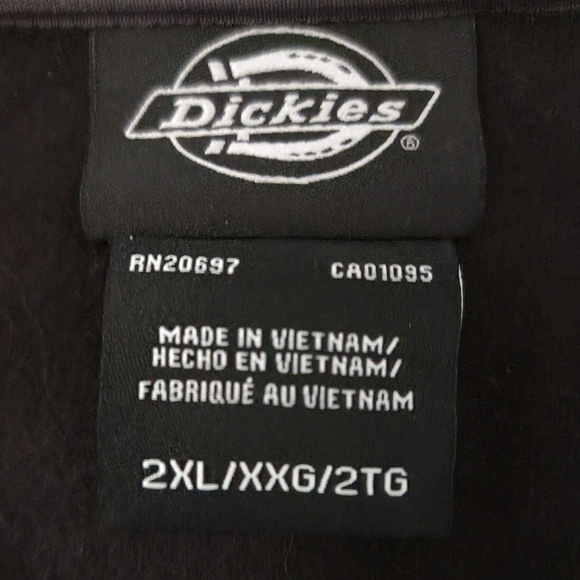 Dickies®
RN20697 CA01095
MADE IN VIETNAM/
HECHO EN VIETNAM/
FABRIQUÉ AU VIETNAM
2XL/XXG/2TG